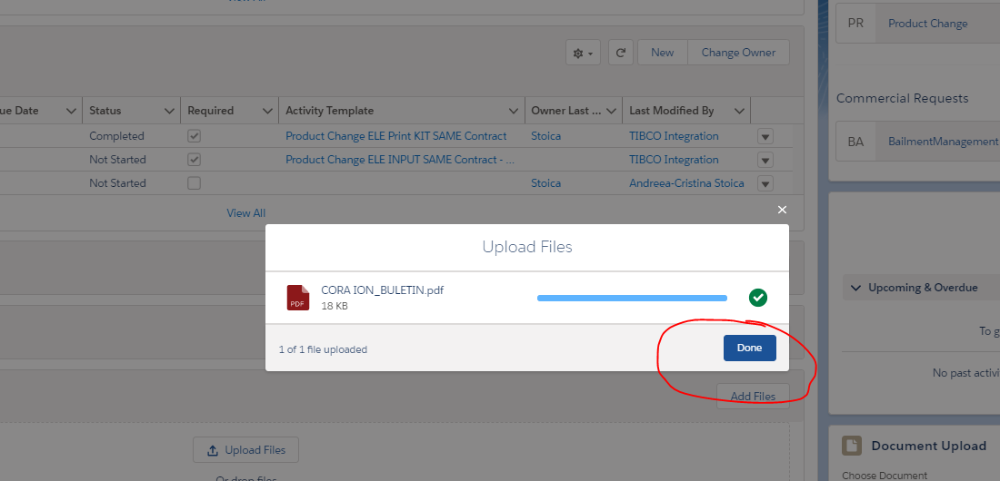 View All
PR
Product Change
New
Change Owner
Commercial Requests
ue Date
Status
Required
Activity Template
Owner Last ...
Last Modified By
Completed
Product Change ELE Print KIT SAME Contract
Stoica
TIBCO Integration
BA
BailmentManagement
Not Started
Product Change ELE INPUT SAME Contract - ...
TIBCO Integration
Not Started
Stoica
Andreea-Cristina Stoica
View All
Upload Files
PDF
CORA ION_BULETIN.pdf
18 KB
Upcoming & Overdue
To g
1 of 1 file uploaded
Done
No past activi
Add Files
Upload Files
Document Upload
Or drop files
Choose Document